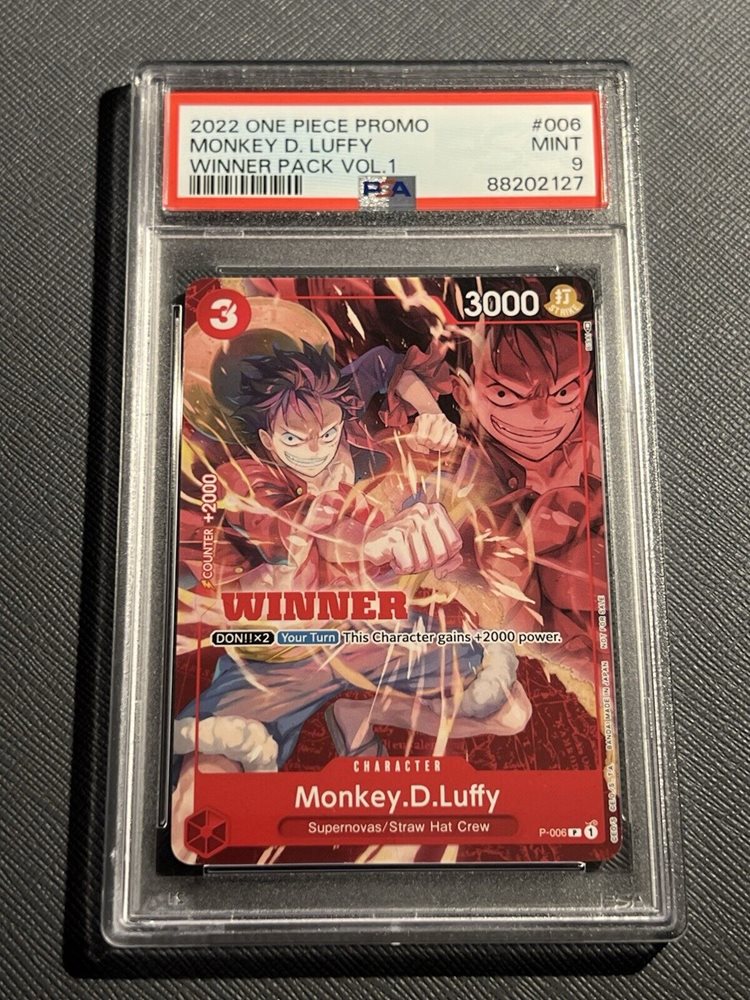 2022 ONE PIECE PROMO #006
MONKEY D. LUFFY MINT
WINNER PACK VOL.1 9
PSA 88202127
3
3000
打
STRIKE
COUNTER +2000
WINNER
DON!!×2 Your Turn This Character gains +2000 power.
BANDAI MADE IN JAPAN NOT FOR SALE
CHARACTER
Monkey.D.Luffy
Supernovas/Straw Hat Crew
P-006 P 1